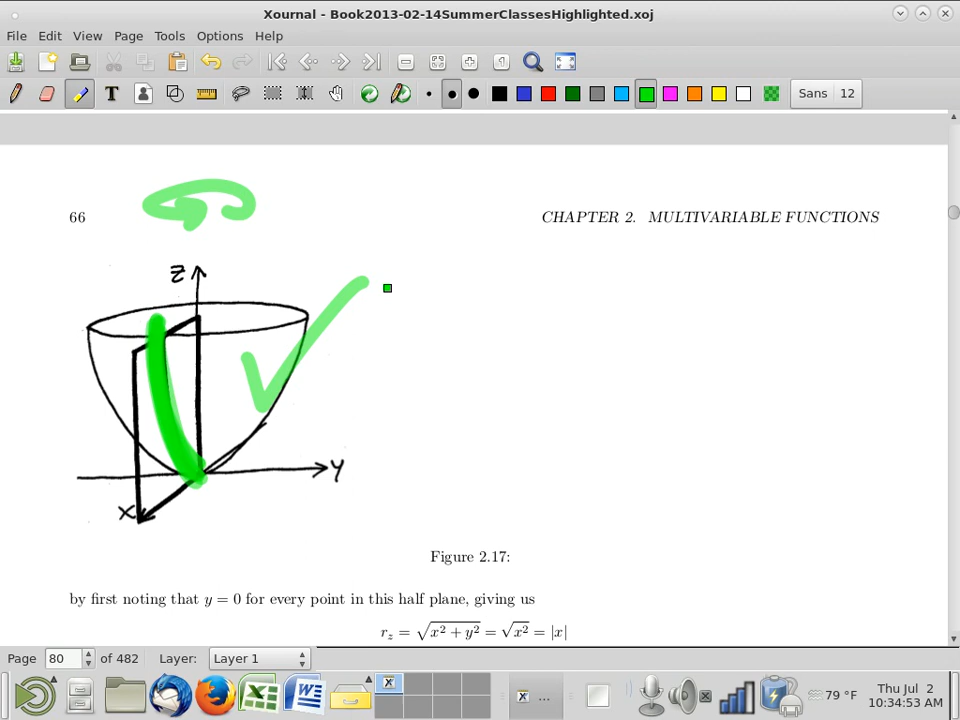 Xournal - Book2013-02-14SummerClassesHighlighted.xoj
File Edit View Page Tools Options Help
T Sans 12
66 CHAPTER 2. MULTIVARIABLE FUNCTIONS
Z
Y
X
Figure 2.17:
by first noting that y = 0 for every point in this half plane, giving us
r_z = √(x² + y²) = √x² = |x|
Page 80 of 482 Layer: Layer 1
... 79 °F Thu Jul 2
10:34:53 AM